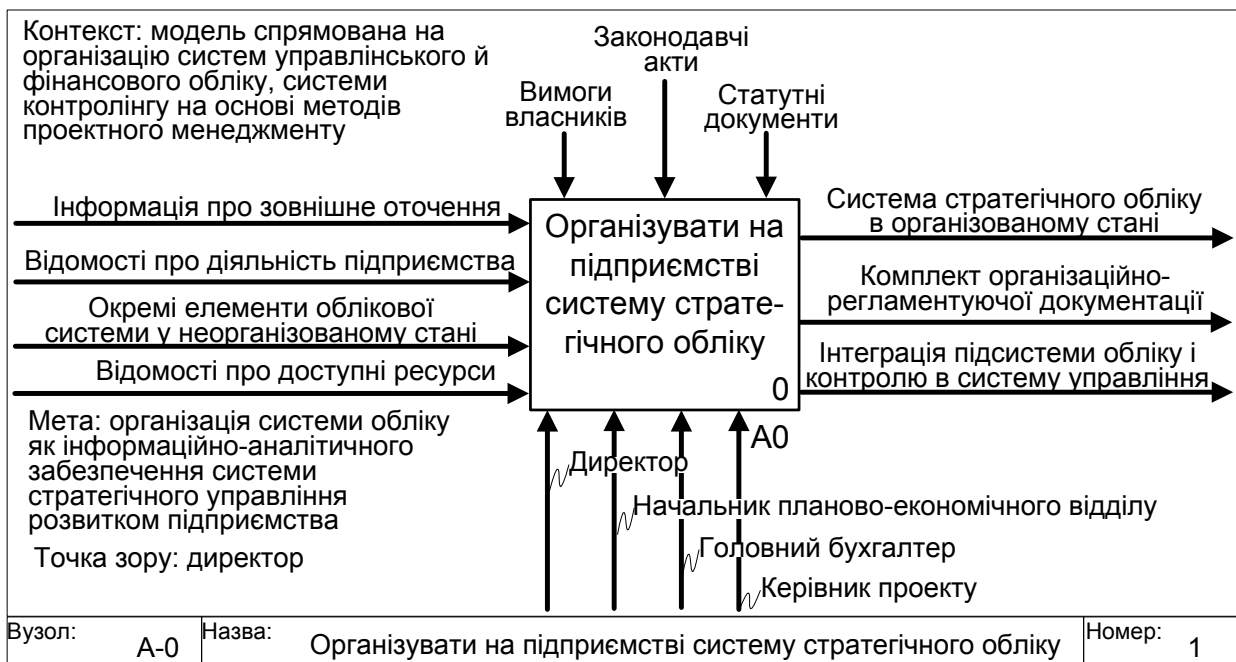 Контекст: модель спрямована на
організацію систем управлінського й
фінансового обліку, системи
контролінгу на основі методів
проектного менеджменту
Законодавчі
акти
Вимоги
власників
Статутні
документи
Інформація про зовнішне оточення
Відомості про діяльність підприємства
Окремі елементи облікової
системи у неорганізованому стані
Відомості про доступні ресурси
Організувати на
підприємстві
систему страте-
гічного обліку
0
А0
Система стратегічного обліку
в організованому стані
Комплект організаційно-
регламентуючої документації
Інтеграція підсистеми обліку і
контролю в систему управління
Мета: організація системи обліку
як інформаційно-аналітичного
забезпечення системи
стратегічного управління
розвитком підприємства
Точка зору: директор
Директор
Начальник планово-економічного відділу
Головний бухгалтер
Керівник проекту
Вузол: А-0
Назва: Організувати на підприємстві систему стратегічного обліку
Номер: 1